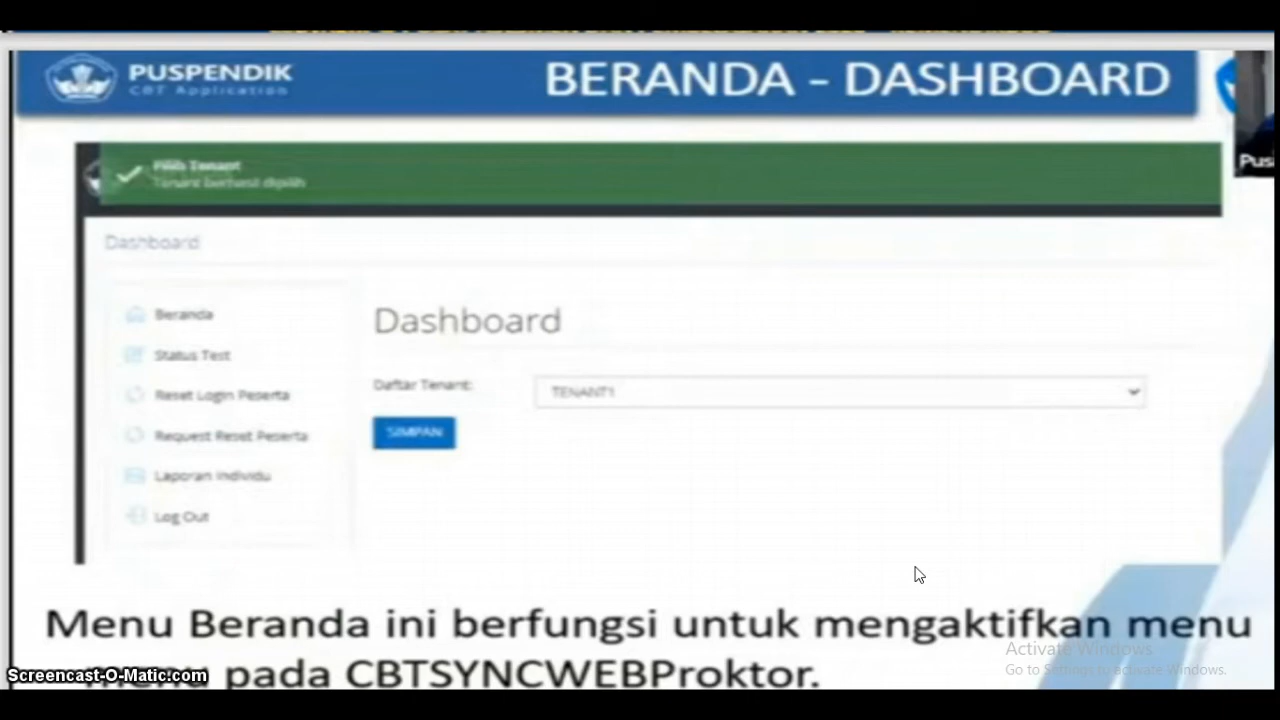 PUSPENDIK
CBT Application
BERANDA - DASHBOARD
Pus
Pilih Tenant
Tenant berhasil dipilih
Dashboard
Beranda
Status Test
Reset Login Peserta
Request Reset Peserta
Laporan Individu
Log Out
Dashboard
Daftar Tenant:
TENANT1
SIMPAN
Menu Beranda ini berfungsi untuk mengaktifkan menu
pada CBTSYNCWEBProktor.
Activate Windows
Go to Settings to activate Windows.
Screencast-O-Matic.com